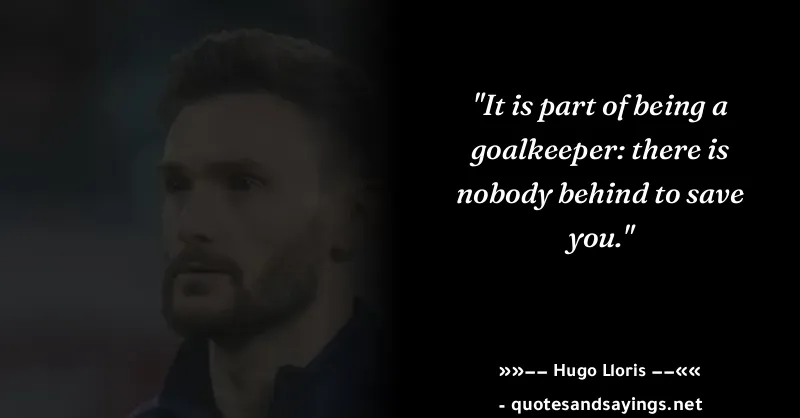 "It is part of being a
goalkeeper: there is
nobody behind to save
you."
»»−− Hugo Lloris −−««
- quotesandsayings.net